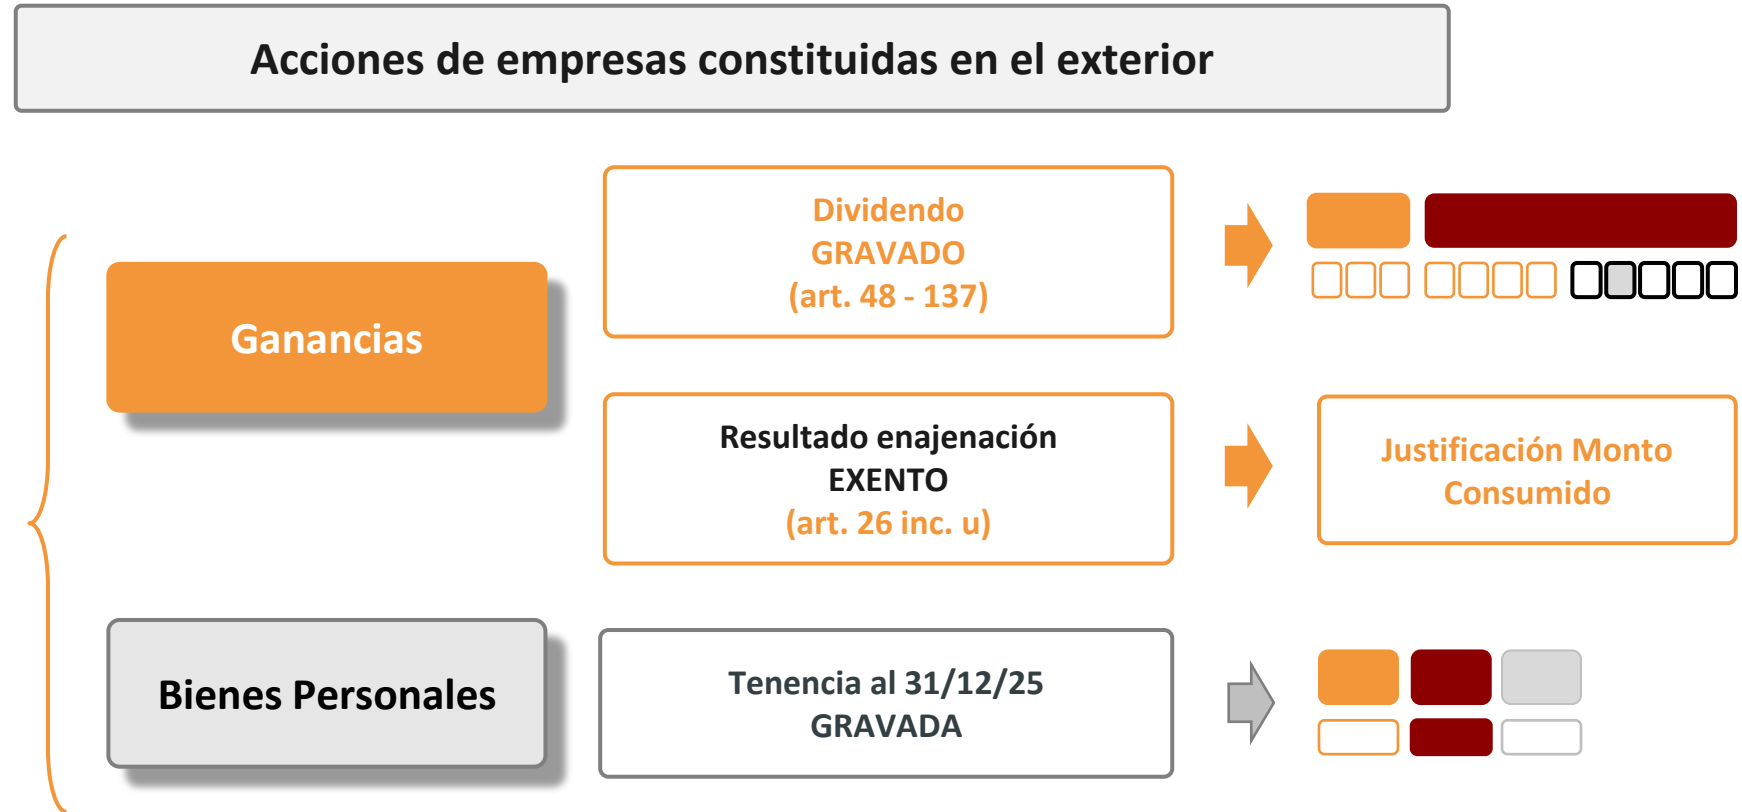 Acciones de empresas constituidas en el exterior
Dividendo
GRAVADO
(art. 48 - 137)
Ganancias
Resultado enajenación
EXENTO
(art. 26 inc. u)
Justificación Monto
Consumido
Bienes Personales
Tenencia al 31/12/25
GRAVADA